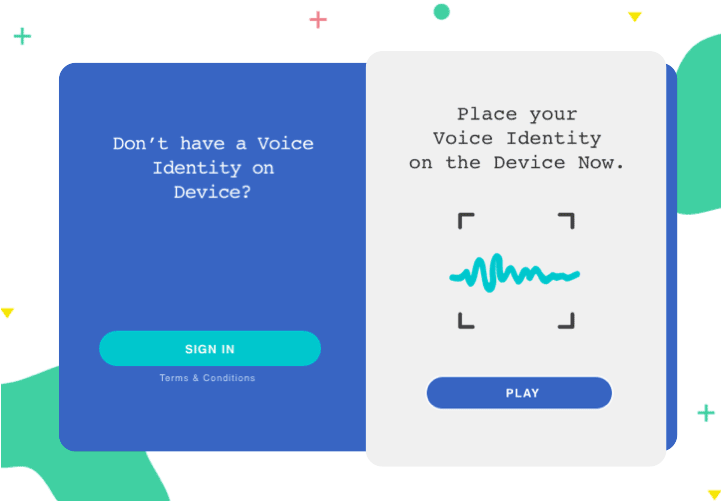 Don't have a Voice
Identity on
Device?
SIGN IN
Terms & Conditions
Place your
Voice Identity
on the Device Now.
PLAY